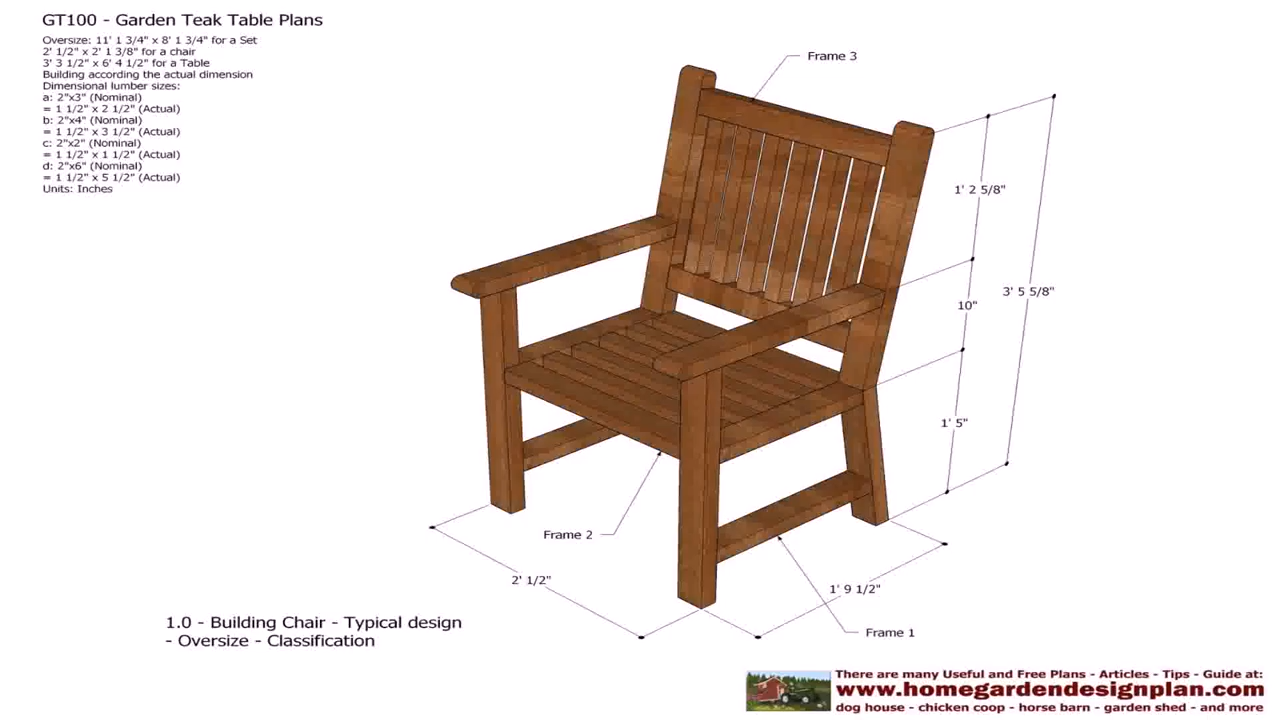 GT100 - Garden Teak Table Plans
Oversize: 11' 1 3/4" x 8' 1 3/4" for a Set
2' 1/2" x 2' 1 3/8" for a chair
3' 3 1/2" x 6' 4 1/2" for a Table
Building according the actual dimension
Dimensional lumber sizes:
a: 2"x3" (Nominal)
= 1 1/2" x 2 1/2" (Actual)
b: 2"x4" (Nominal)
= 1 1/2" x 3 1/2" (Actual)
c: 2"x2" (Nominal)
= 1 1/2" x 1 1/2" (Actual)
d: 2"x6" (Nominal)
= 1 1/2" x 5 1/2" (Actual)
Units: Inches
Frame 3
1' 2 5/8"
3' 5 5/8"
10"
1' 5"
Frame 2
2' 1/2"
1' 9 1/2"
Frame 1
1.0 - Building Chair - Typical design
- Oversize - Classification
There are many Useful and Free Plans - Articles - Tips - Guide at:
www.homegardendesignplan.com
dog house - chicken coop - horse barn - garden shed - and more